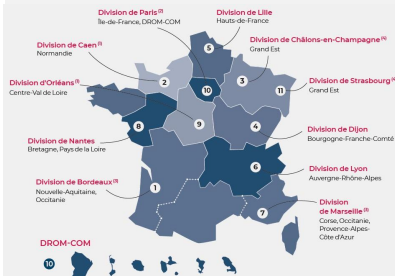 Division de Paris (2)
Île-de-France, DROM-COM
Division de Lille
Hauts-de-France
Division de Caen (1)
Normandie
Division de Châlons-en-Champagne (4)
Grand Est
Division d'Orléans (1)
Centre-Val de Loire
Division de Strasbourg (4)
Grand Est
Division de Nantes
Bretagne, Pays de la Loire
Division de Dijon
Bourgogne-Franche-Comté
Division de Bordeaux (3)
Nouvelle-Aquitaine,
Occitanie
Division de Lyon
Auvergne-Rhône-Alpes
Division
de Marseille (3)
Corse, Occitanie,
Provence-Alpes-
Côte d'Azur
5
2
10
3
11
8
9
4
6
1
7
DROM-COM
10